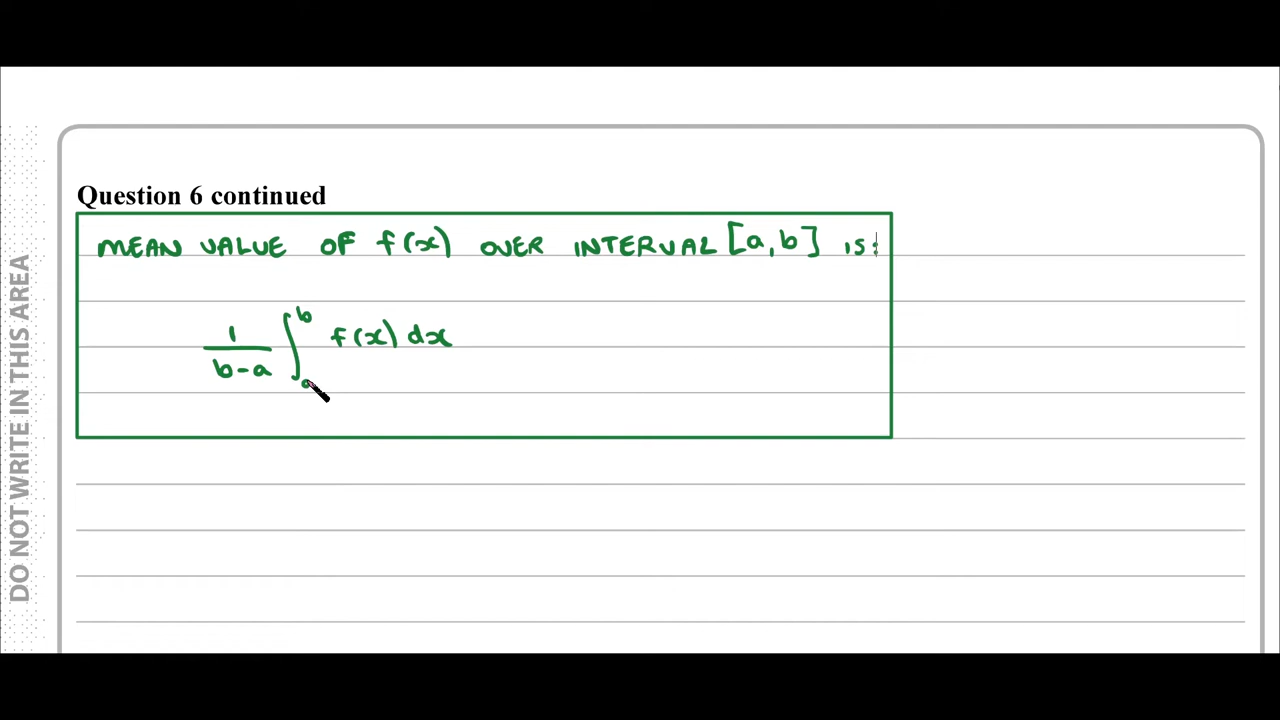 DO NOT WRITE IN THIS AREA
Question 6 continued
MEAN VALUE OF f(x) OVER INTERVAL [a,b] is:
1/(b-a) ∫_a^b f(x) dx